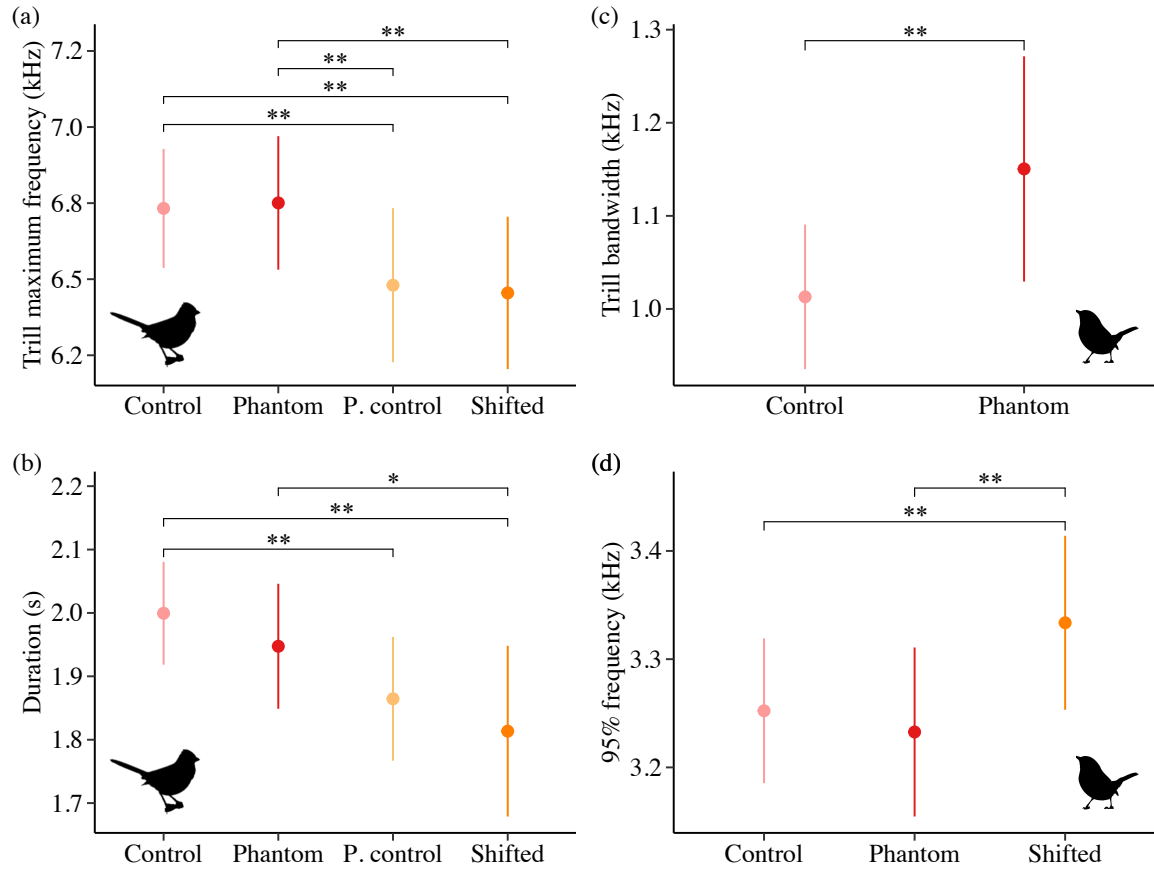 (a)
Trill maximum frequency (kHz)
7.2
7.0
6.8
6.5
6.2
**
**
**
**
Control
Phantom
P. control
Shifted
(c)
Trill bandwidth (kHz)
1.3
1.2
1.1
1.0
**
Control
Phantom
(b)
Duration (s)
2.2
2.1
2.0
1.9
1.8
1.7
*
**
**
Control
Phantom
P. control
Shifted
(d)
95% frequency (kHz)
3.4
3.3
3.2
**
**
Control
Phantom
Shifted